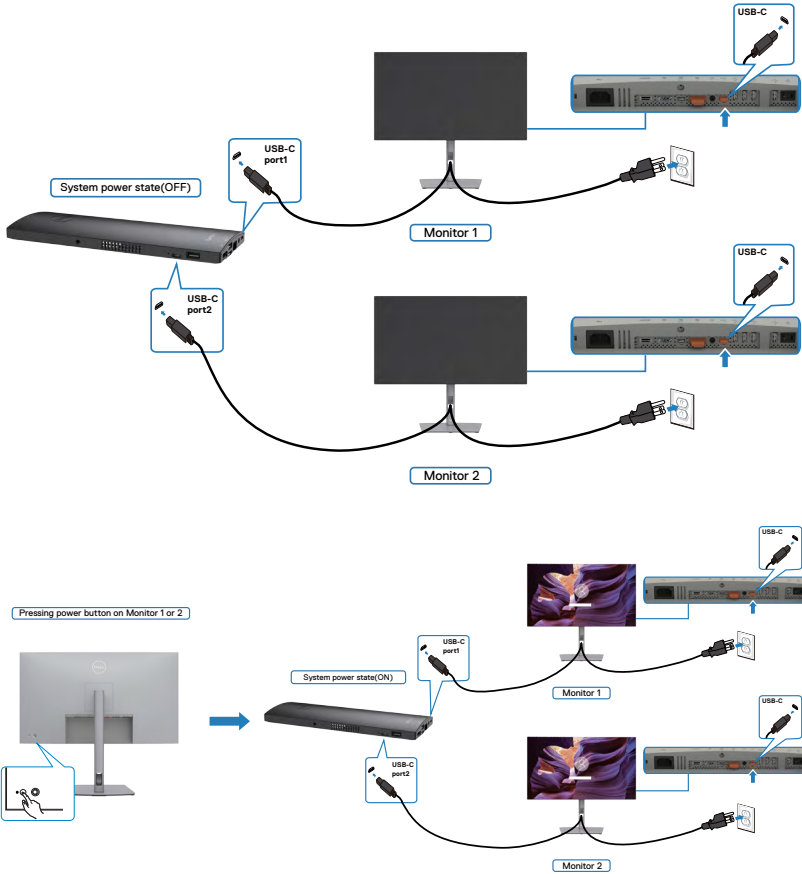 USB-C
USB-C
port1
System power state(OFF)
Monitor 1
USB-C
USB-C
port2
Monitor 2
USB-C
Pressing power button on Monitor 1 or 2
USB-C
port1
System power state(ON)
Monitor 1
USB-C
USB-C
port2
Monitor 2